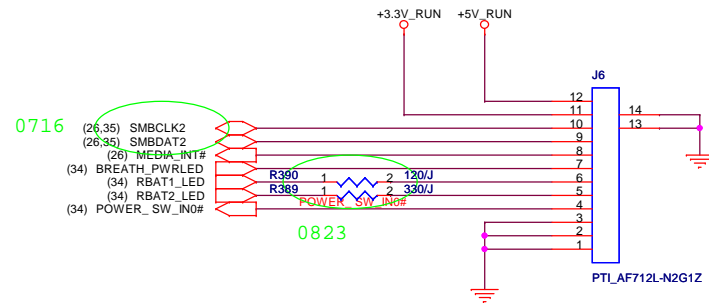 +3.3V_RUN +5V_RUN
J6
12
11 14
0716 (26,35) SMBCLK2 10 13
(26,35) SMBDAT2 9
(26) MEDIA_INT# 8
(34) BREATH_PWRLED 7
(34) RBAT1_LED R390 1 2 120/J 6
(34) RBAT2_LED R389 1 2 330/J 5
(34) POWER_ SW_IN0# POWER_ SW_IN0# 4
3
0823
2
1
PTI_AF712L-N2G1Z